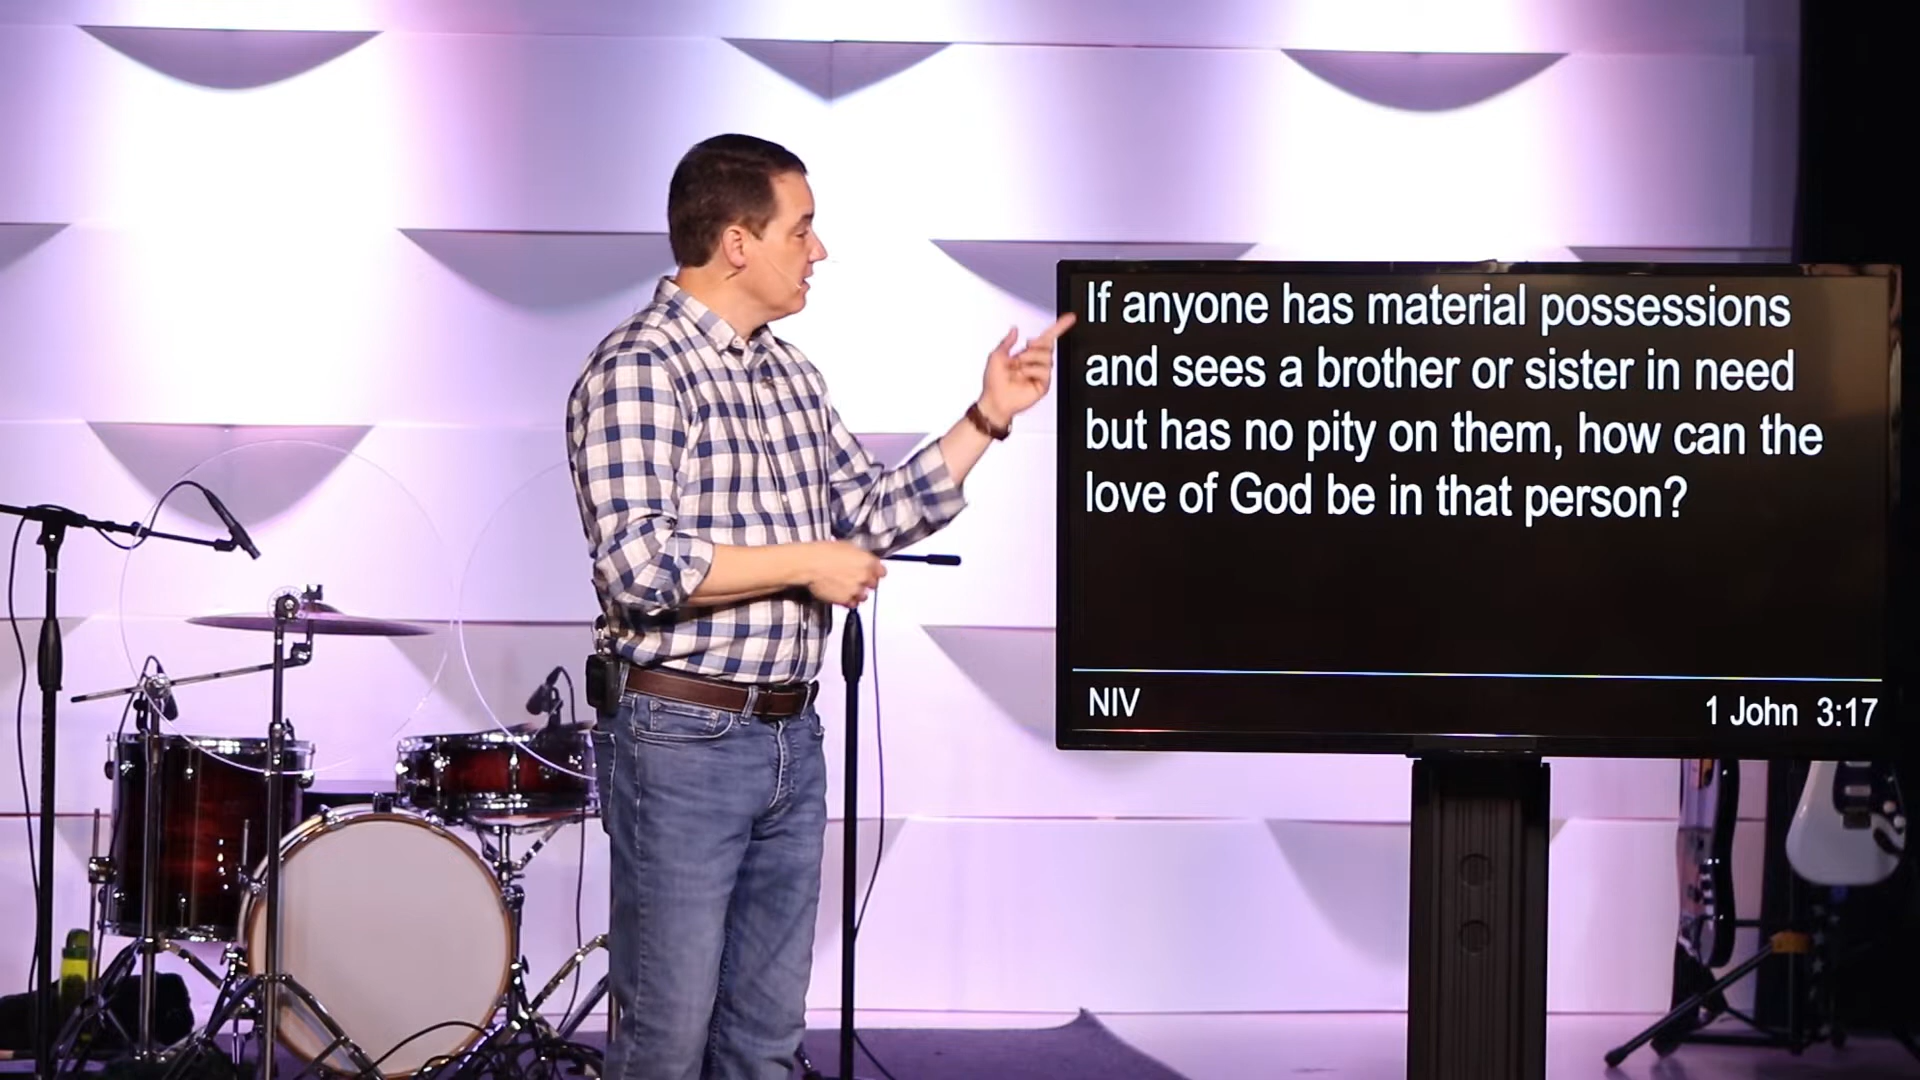 If anyone has material possessions
and sees a brother or sister in need
but has no pity on them, how can the
love of God be in that person?
NIV
1 John 3:17